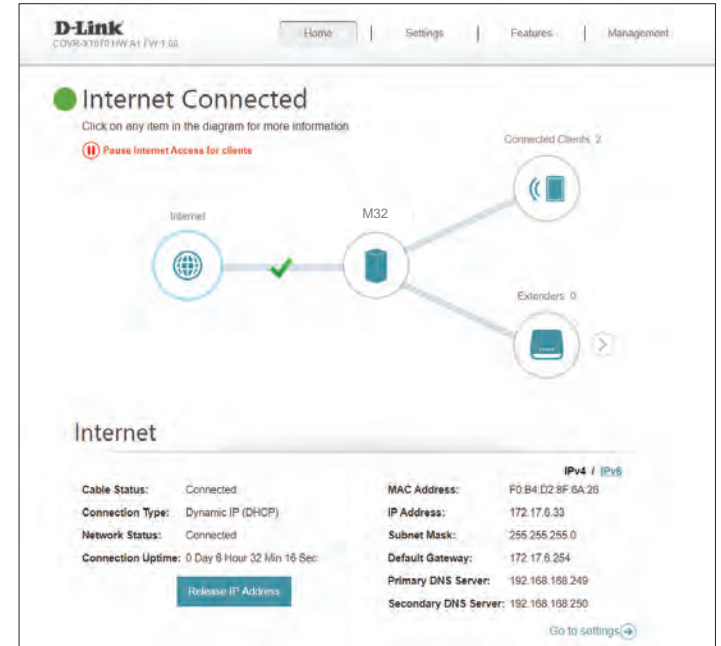 D-Link
COVR-X1870 HW:A1 FW:1.00
Home | Settings | Features | Management
Internet Connected
Click on any item in the diagram for more information.
Pause Internet Access for clients
Connected Clients: 2
Internet
M32
Extenders: 0
Internet
IPv4 / IPv6
Cable Status: Connected
MAC Address: F0:B4:D2:8F:6A:26
Connection Type: Dynamic IP (DHCP)
IP Address: 172.17.6.33
Network Status: Connected
Subnet Mask: 255.255.255.0
Connection Uptime: 0 Day 6 Hour 32 Min 16 Sec
Default Gateway: 172.17.6.254
Release IP Address
Primary DNS Server: 192.168.168.249
Secondary DNS Server: 192.168.168.250
Go to settings